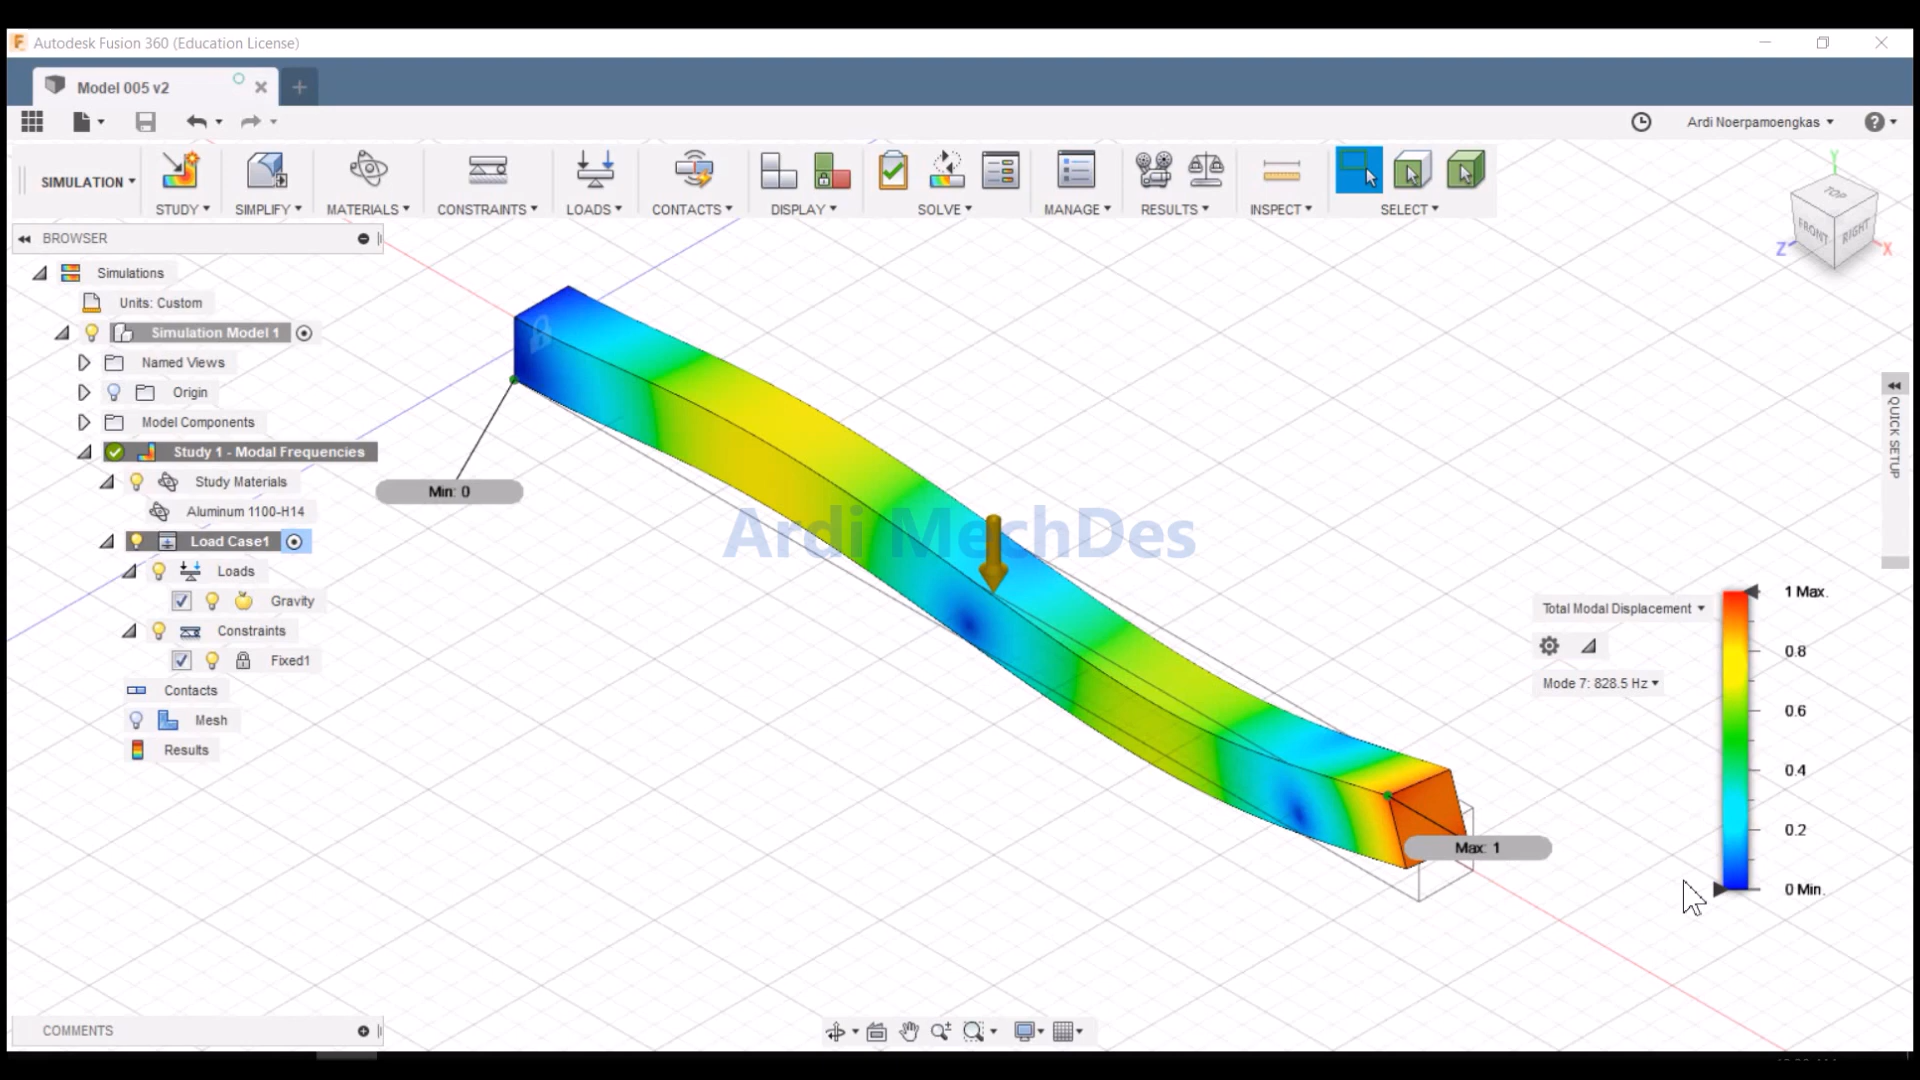 Autodesk Fusion 360 (Education License)
Model 005 v2
Ardi Noerpamoengkas
SIMULATION
STUDY
SIMPLIFY
MATERIALS
CONSTRAINTS
LOADS
CONTACTS
DISPLAY
SOLVE
MANAGE
RESULTS
INSPECT
SELECT
TOP
FRONT
RIGHT
Y
Z
X
BROWSER
Simulations
Units: Custom
Simulation Model 1
Named Views
Origin
Model Components
Study 1 - Modal Frequencies
Study Materials
Aluminum 1100-H14
Load Case1
Loads
Gravity
Constraints
Fixed1
Contacts
Mesh
Results
Min: 0
Ardi MechDes
Max: 1
QUICK SETUP
Total Modal Displacement
Mode 7: 828.5 Hz
1 Max.
0.8
0.6
0.4
0.2
0 Min.
COMMENTS